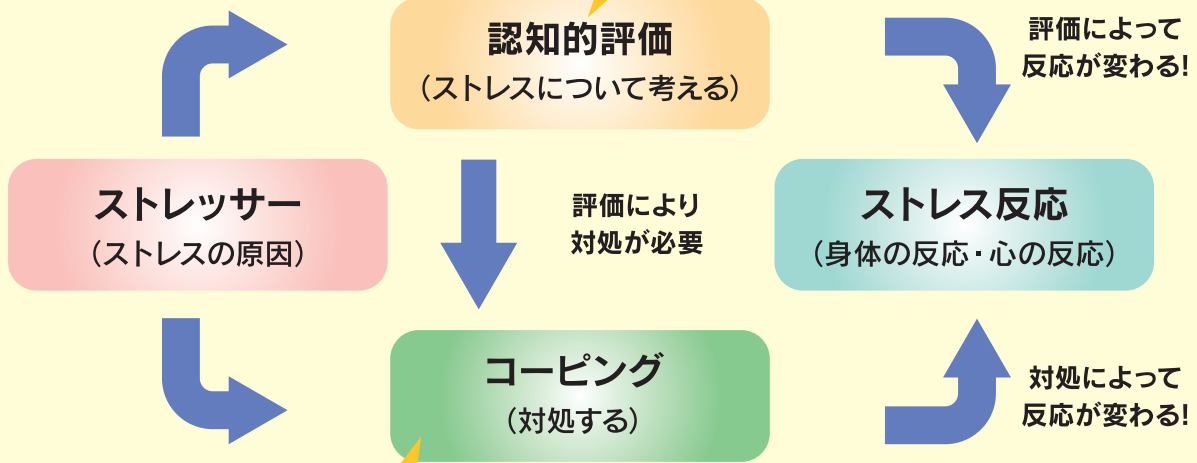 認知的評価
（ストレスについて考える）
評価によって
反応が変わる!
ストレッサー
（ストレスの原因）
評価により
対処が必要
ストレス反応
（身体の反応・心の反応）
コーピング
（対処する）
対処によって
反応が変わる!